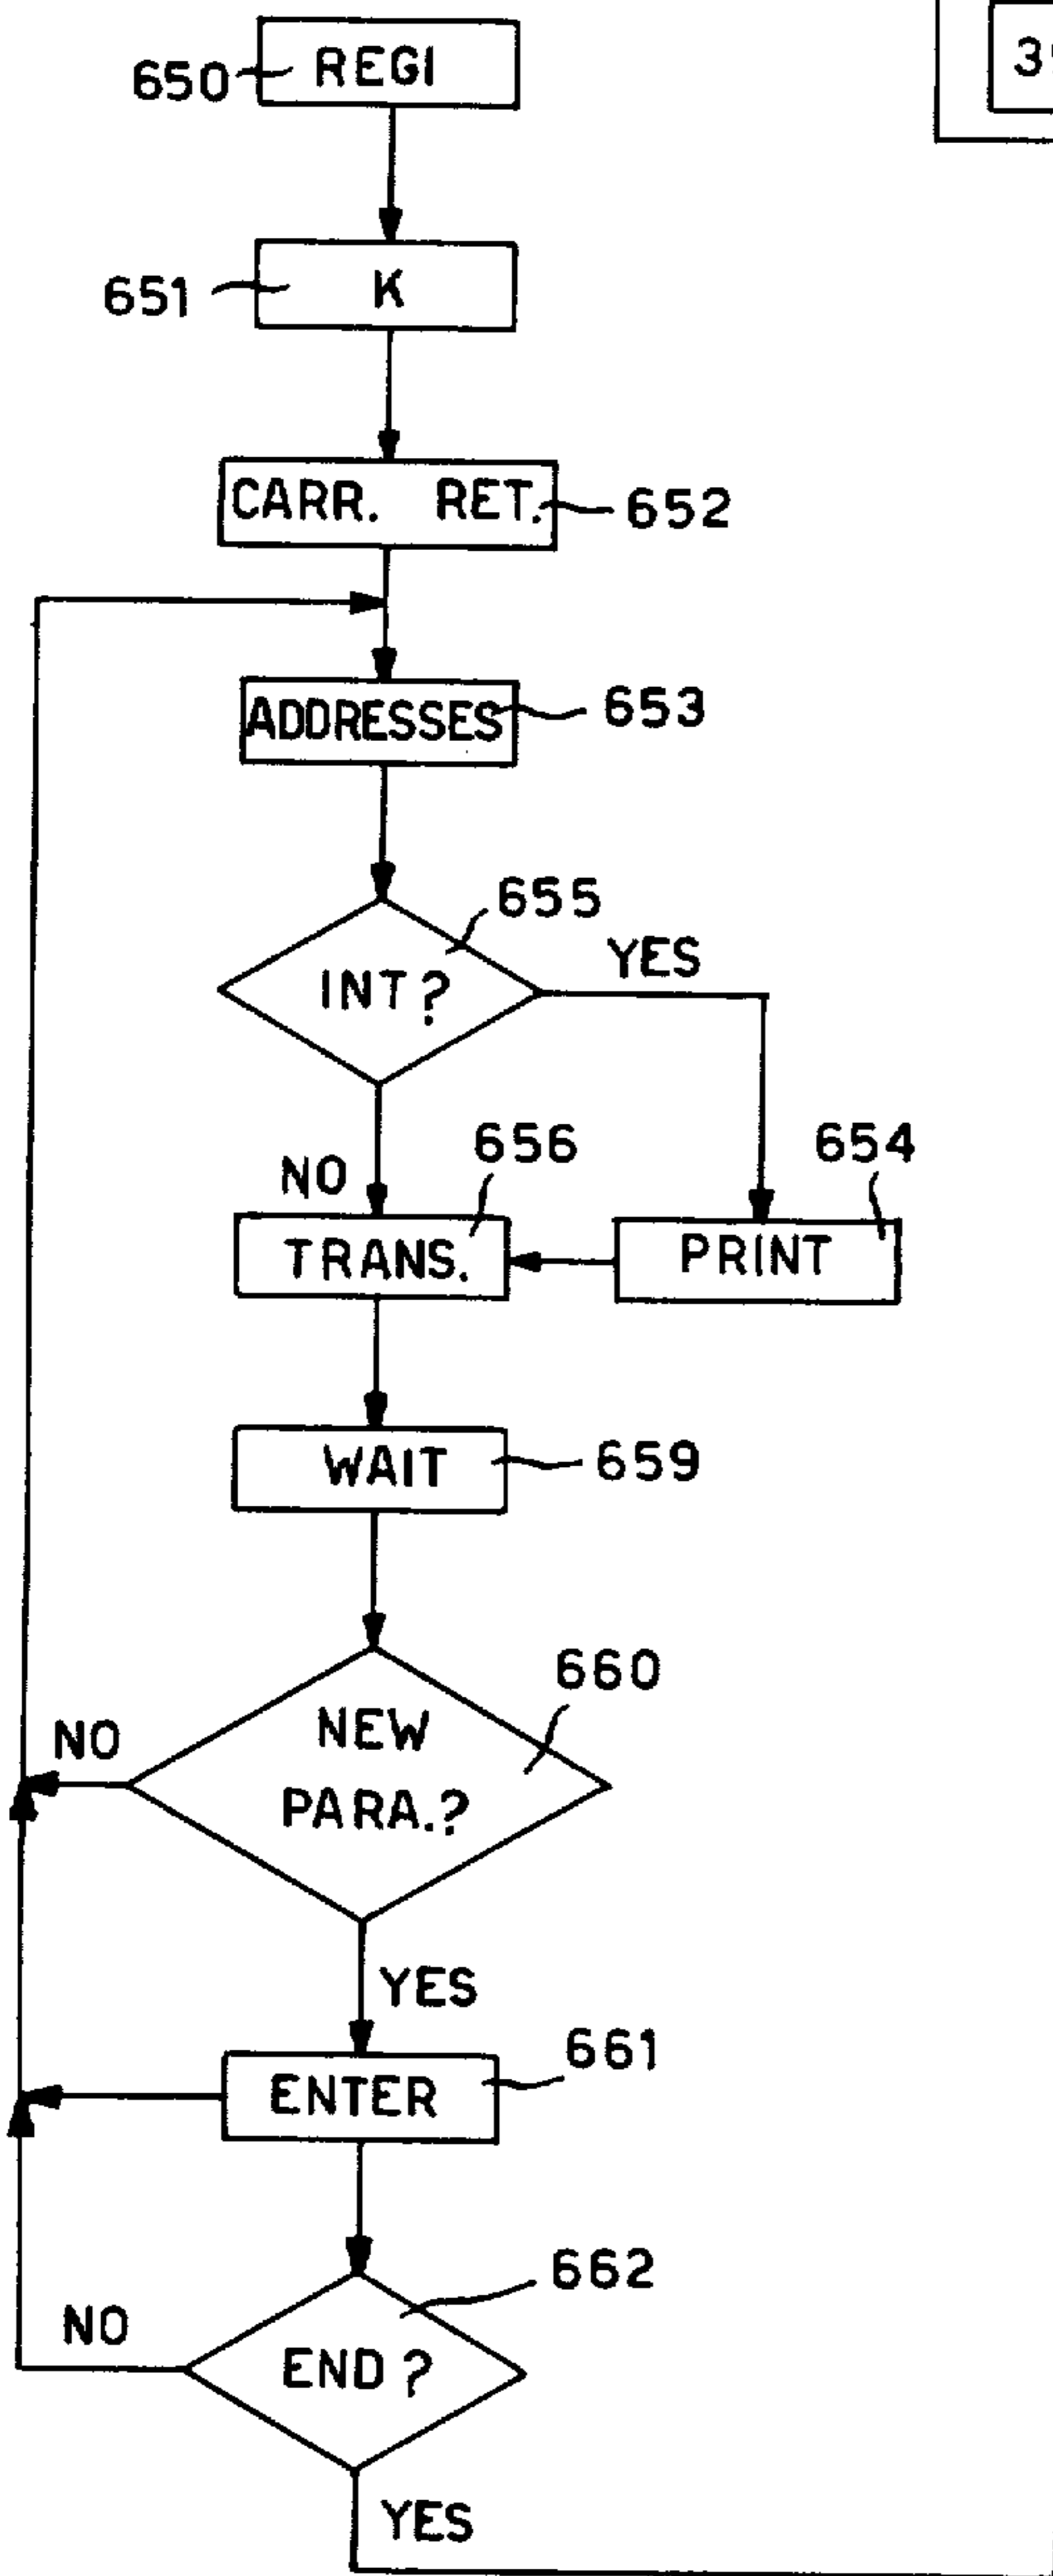 650 REGI
651 K
CARR. RET. 652
ADDRESSES 653
655
INT? YES
656 654
NO
TRANS. PRINT
WAIT 659
660
NO NEW
PARA.?
YES
661
ENTER
662
NO
END?
YES